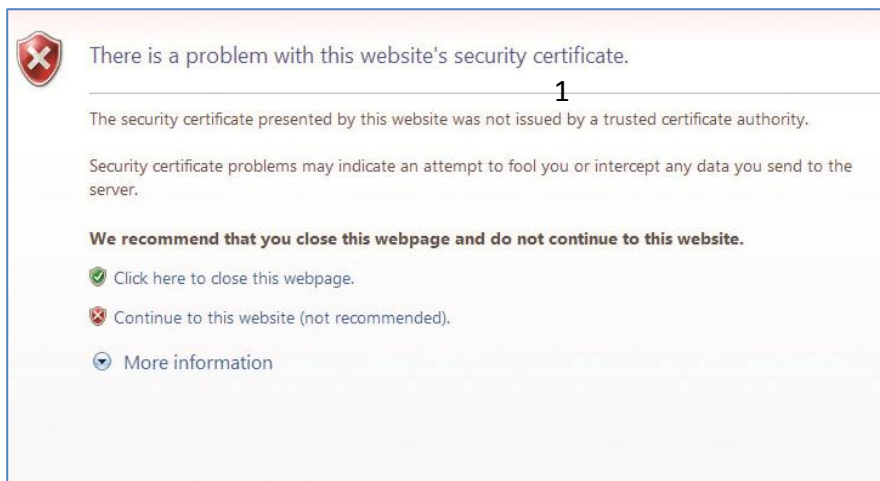 There is a problem with this website's security certificate.
1
The security certificate presented by this website was not issued by a trusted certificate authority.
Security certificate problems may indicate an attempt to fool you or intercept any data you send to the
server.
We recommend that you close this webpage and do not continue to this website.
Click here to close this webpage.
Continue to this website (not recommended).
More information